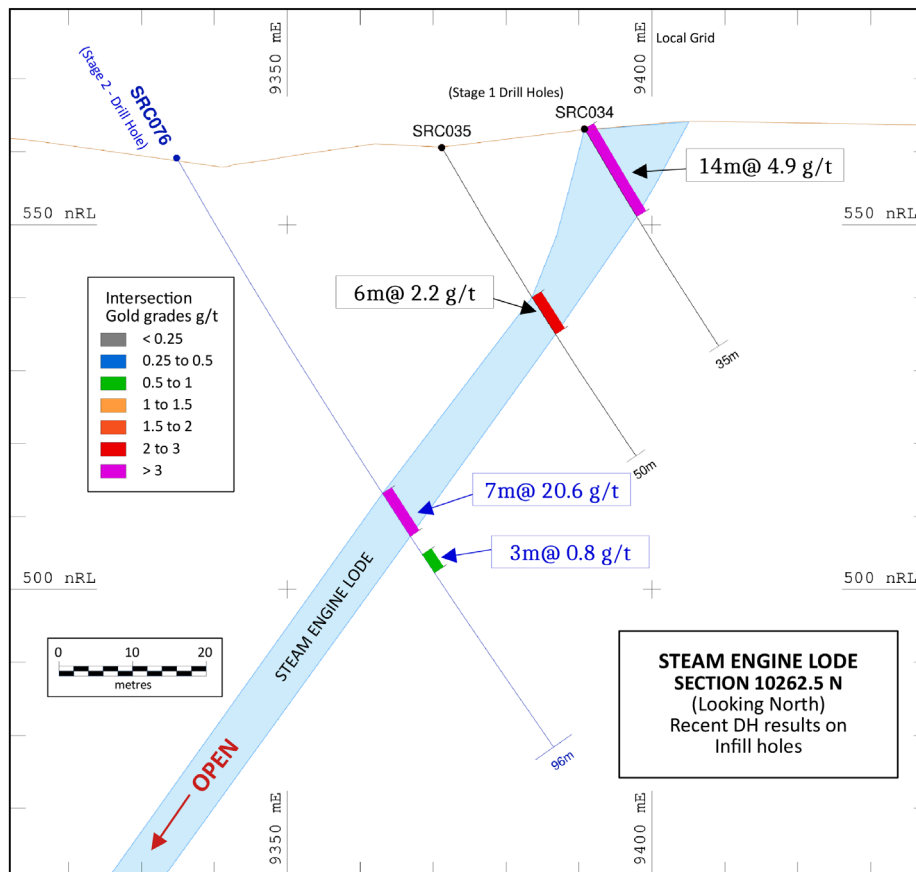 9350 mE
9400 mE
Local Grid
SRC076
(Stage 2 - Drill Hole)
(Stage 1 Drill Holes)
SRC034
SRC035
14m@ 4.9 g/t
550 nRL
550 nRL
6m@ 2.2 g/t
Intersection
Gold grades g/t
< 0.25
0.25 to 0.5
0.5 to 1
1 to 1.5
1.5 to 2
2 to 3
> 3
35m
50m
7m@ 20.6 g/t
3m@ 0.8 g/t
500 nRL
500 nRL
STEAM ENGINE LODE
0 10 20
metres
STEAM ENGINE LODE
SECTION 10262.5 N
(Looking North)
Recent DH results on
Infill holes
96m
OPEN
9350 mE
9400 mE